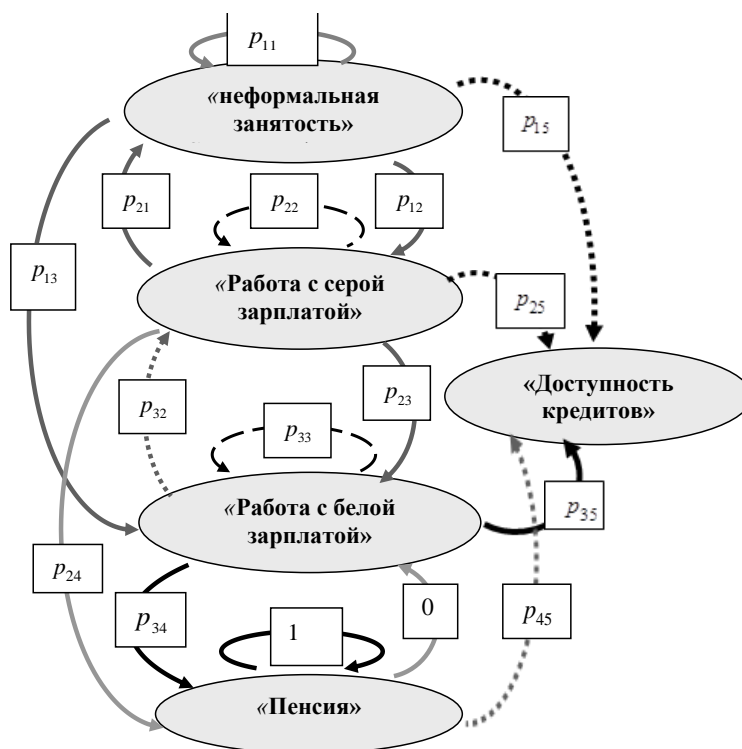 p11
«неформальная
занятость»
p15
p21
p22
p12
p13
«Работа с серой
зарплатой»
p25
p32
p23
«Доступность
кредитов»
p33
«Работа с белой
зарплатой»
p35
p24
p34
0
p45
1
«Пенсия»